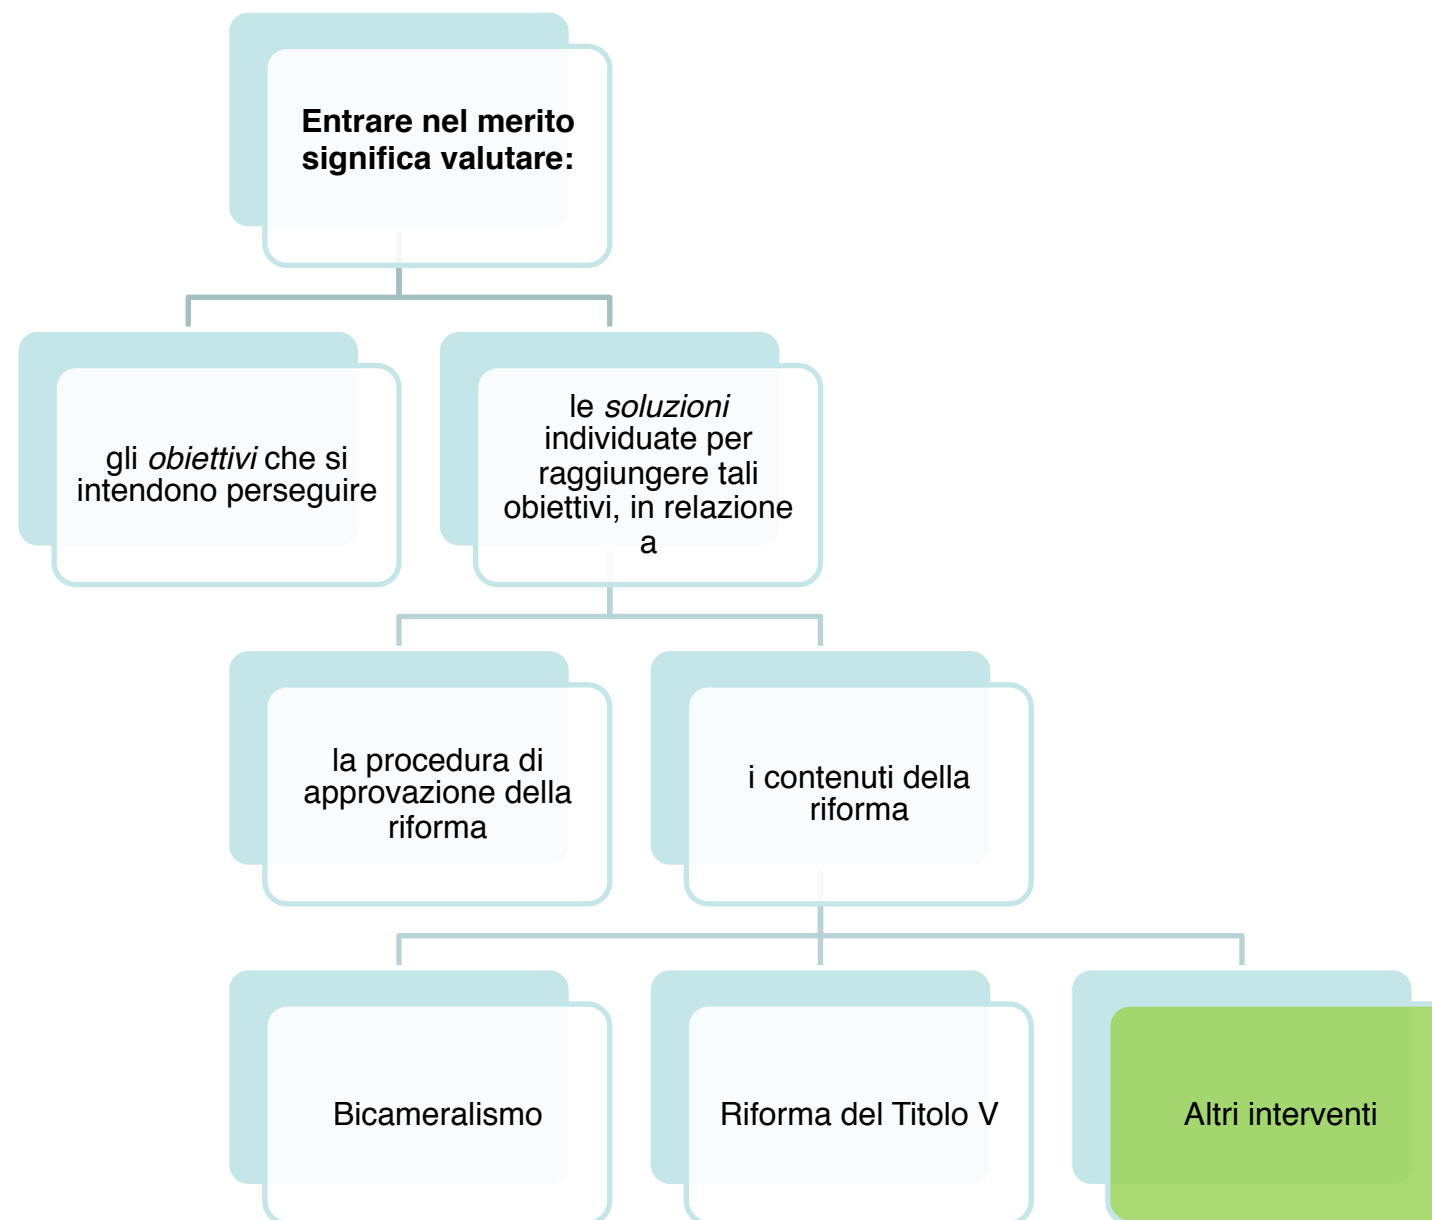 Entrare nel merito
significa valutare:
gli obiettivi che si
intendono perseguire
le soluzioni
individuate per
raggiungere tali
obiettivi, in relazione
a
la procedura di
approvazione della
riforma
i contenuti della
riforma
Bicameralismo
Riforma del Titolo V
Altri interventi